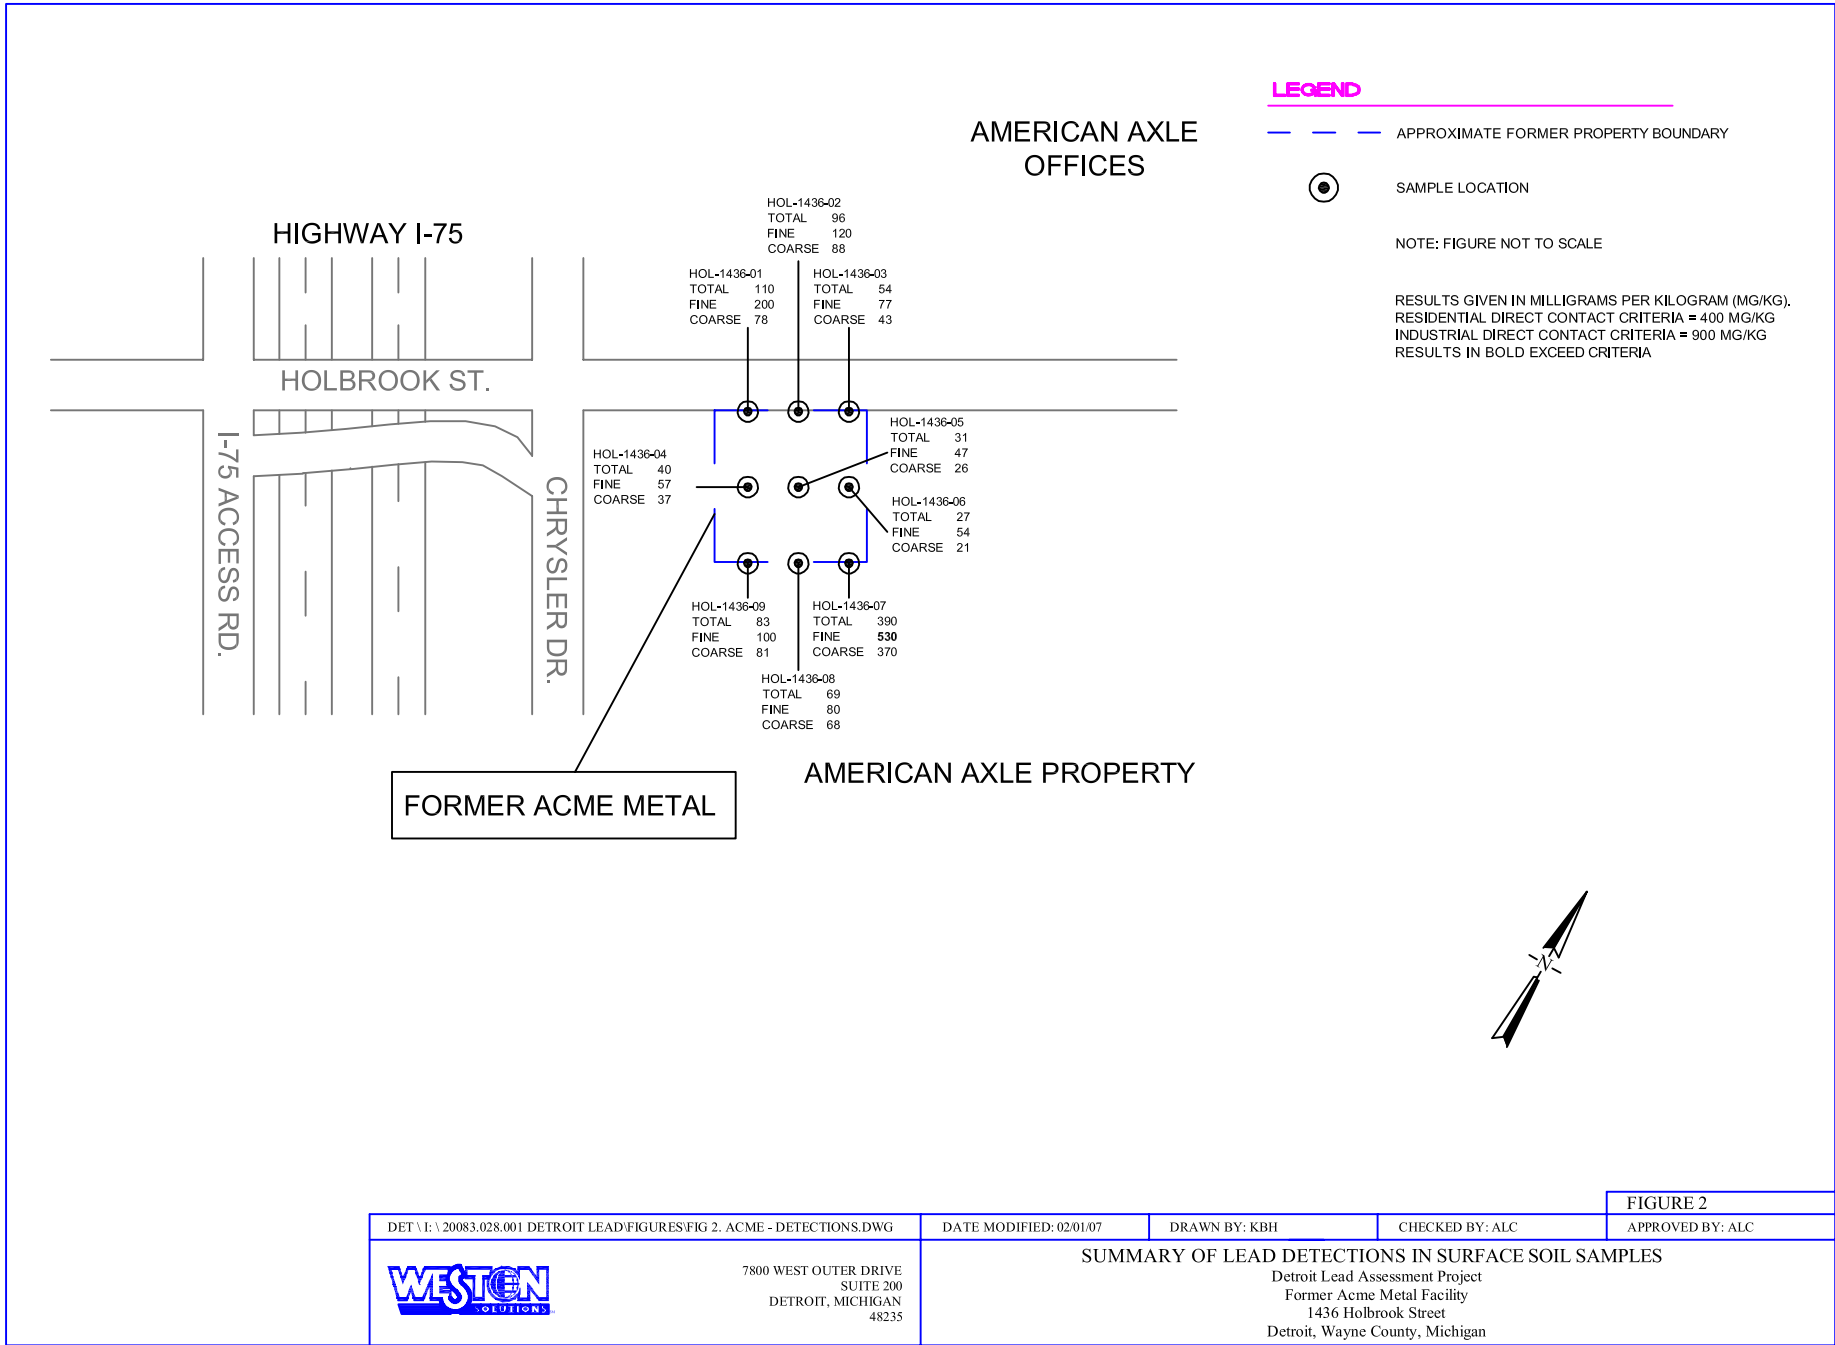 LEGEND
APPROXIMATE FORMER PROPERTY BOUNDARY
SAMPLE LOCATION
NOTE: FIGURE NOT TO SCALE
RESULTS GIVEN IN MILLIGRAMS PER KILOGRAM (MG/KG).
RESIDENTIAL DIRECT CONTACT CRITERIA = 400 MG/KG
INDUSTRIAL DIRECT CONTACT CRITERIA = 900 MG/KG
RESULTS IN BOLD EXCEED CRITERIA
AMERICAN AXLE
OFFICES
HIGHWAY I-75
HOL-1436-02
TOTAL 96
FINE 120
COARSE 88
HOL-1436-01
TOTAL 110
FINE 200
COARSE 78
HOL-1436-03
TOTAL 54
FINE 77
COARSE 43
HOLBROOK ST.
I-75 ACCESS RD.
CHRYSLER DR.
HOL-1436-04
TOTAL 40
FINE 57
COARSE 37
HOL-1436-05
TOTAL 31
FINE 47
COARSE 26
HOL-1436-06
TOTAL 27
FINE 54
COARSE 21
HOL-1436-09
TOTAL 83
FINE 100
COARSE 81
HOL-1436-07
TOTAL 390
FINE 530
COARSE 370
HOL-1436-08
TOTAL 69
FINE 80
COARSE 68
AMERICAN AXLE PROPERTY
FORMER ACME METAL
N
FIGURE 2
DET \ I: \ 20083.028.001 DETROIT LEAD\FIGURES\FIG 2. ACME - DETECTIONS.DWG
DATE MODIFIED: 02/01/07
DRAWN BY: KBH
CHECKED BY: ALC
APPROVED BY: ALC
WESTON
SOLUTIONS
7800 WEST OUTER DRIVE
SUITE 200
DETROIT, MICHIGAN
48235
SUMMARY OF LEAD DETECTIONS IN SURFACE SOIL SAMPLES
Detroit Lead Assessment Project
Former Acme Metal Facility
1436 Holbrook Street
Detroit, Wayne County, Michigan